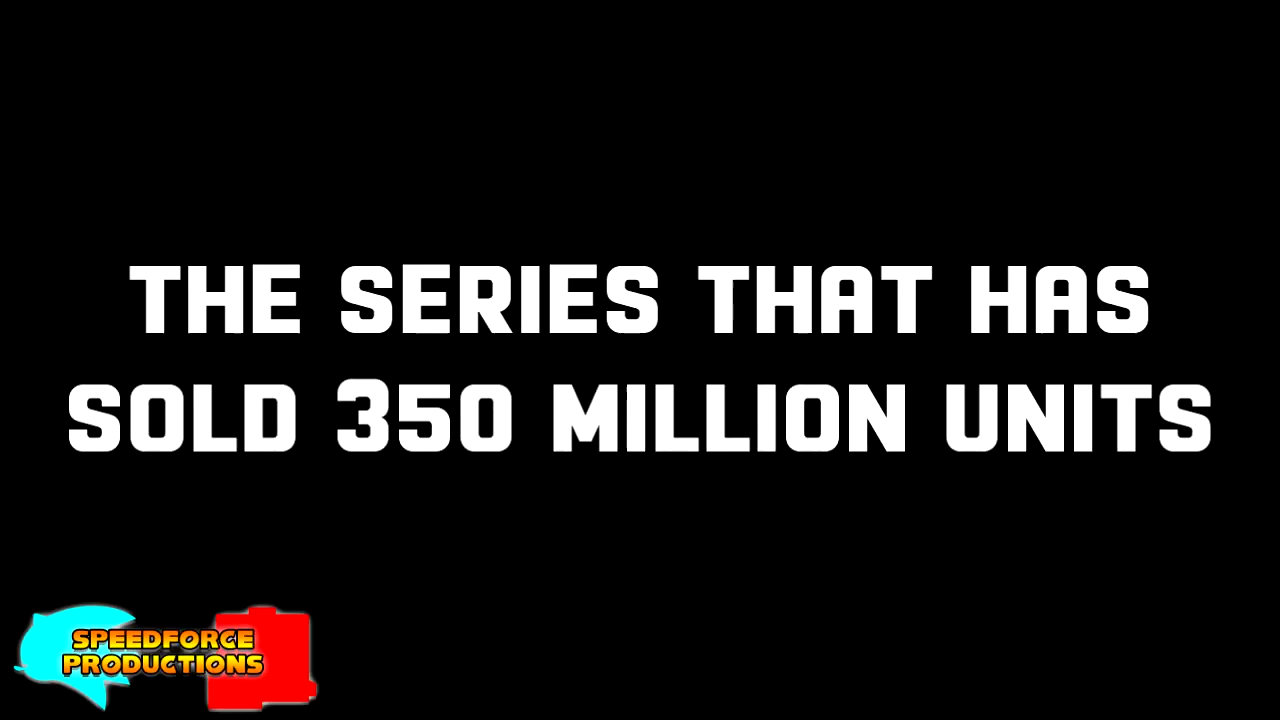 THE SERIES THAT HAS
SOLD 350 MILLION UNITS
SPEEDFORCE
PRODUCTIONS